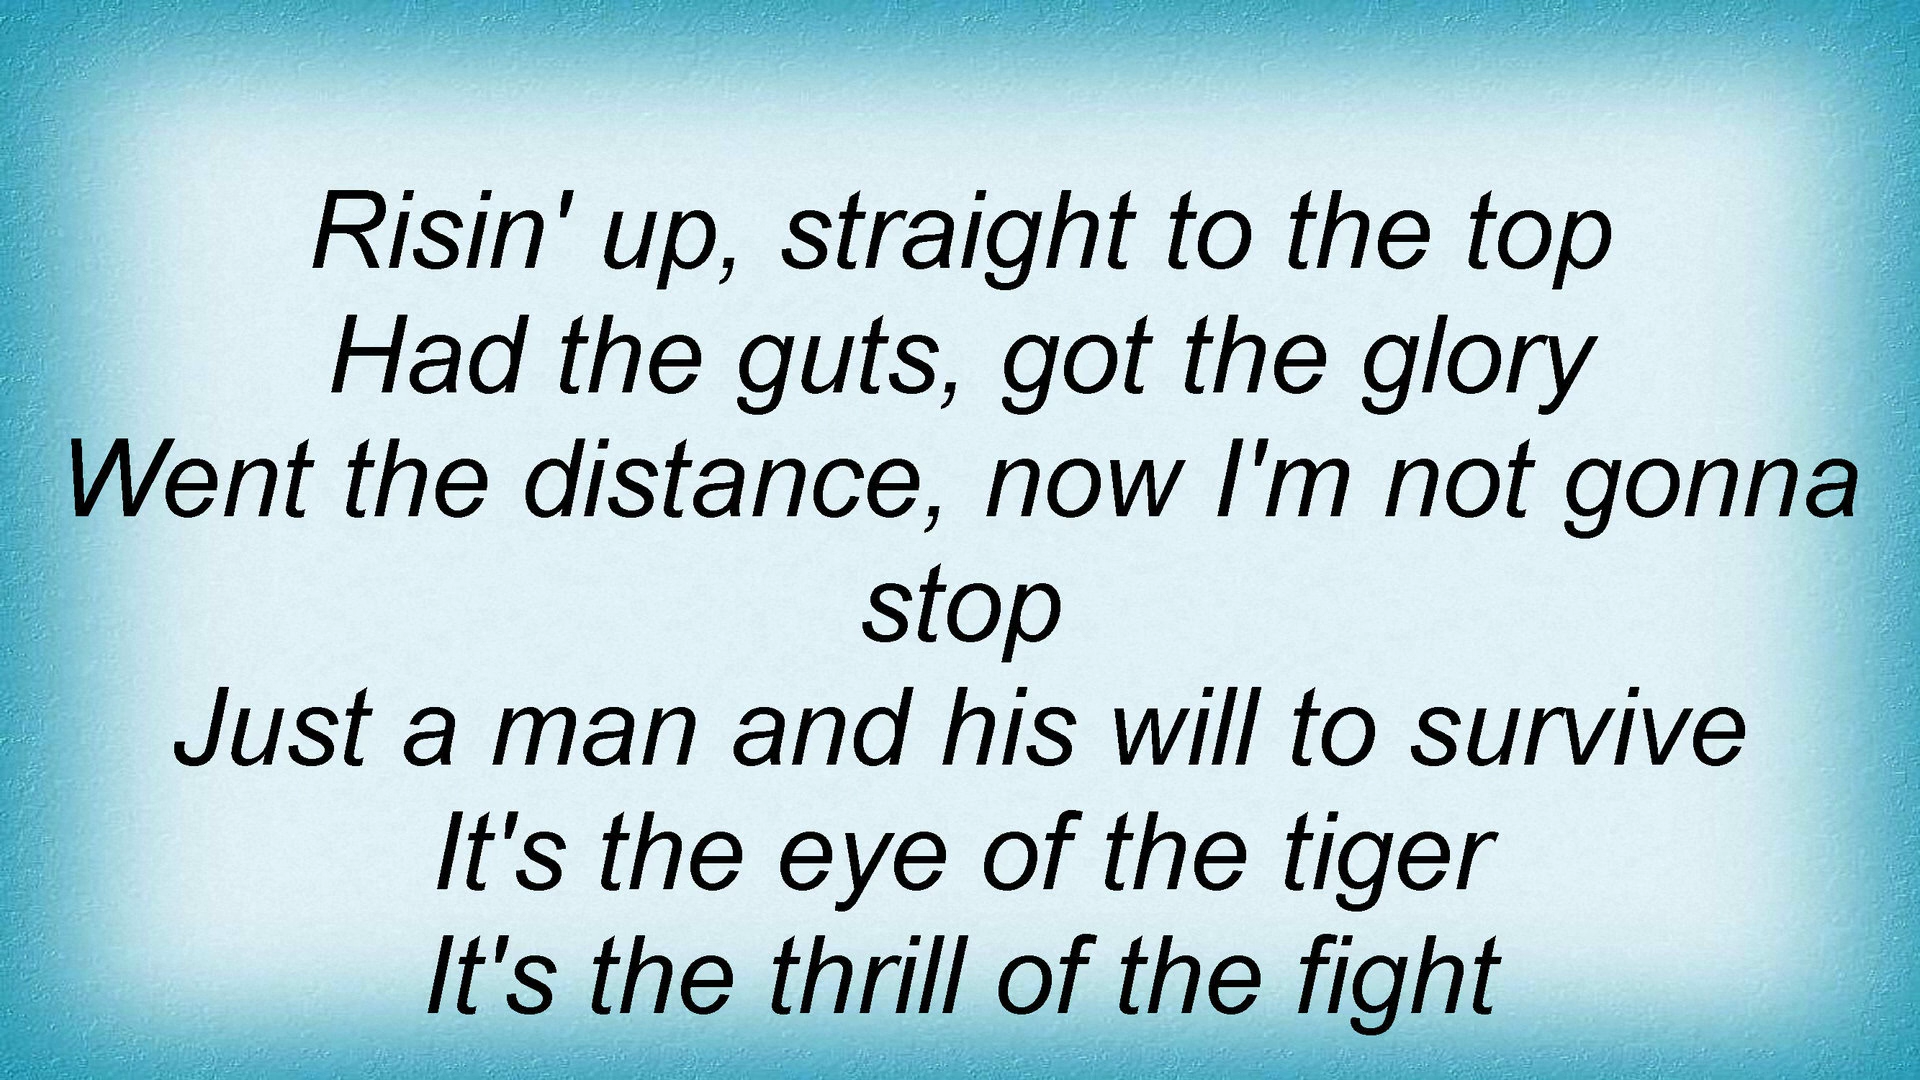 Risin' up, straight to the top
Had the guts, got the glory
Went the distance, now I'm not gonna
stop
Just a man and his will to survive
It's the eye of the tiger
It's the thrill of the fight